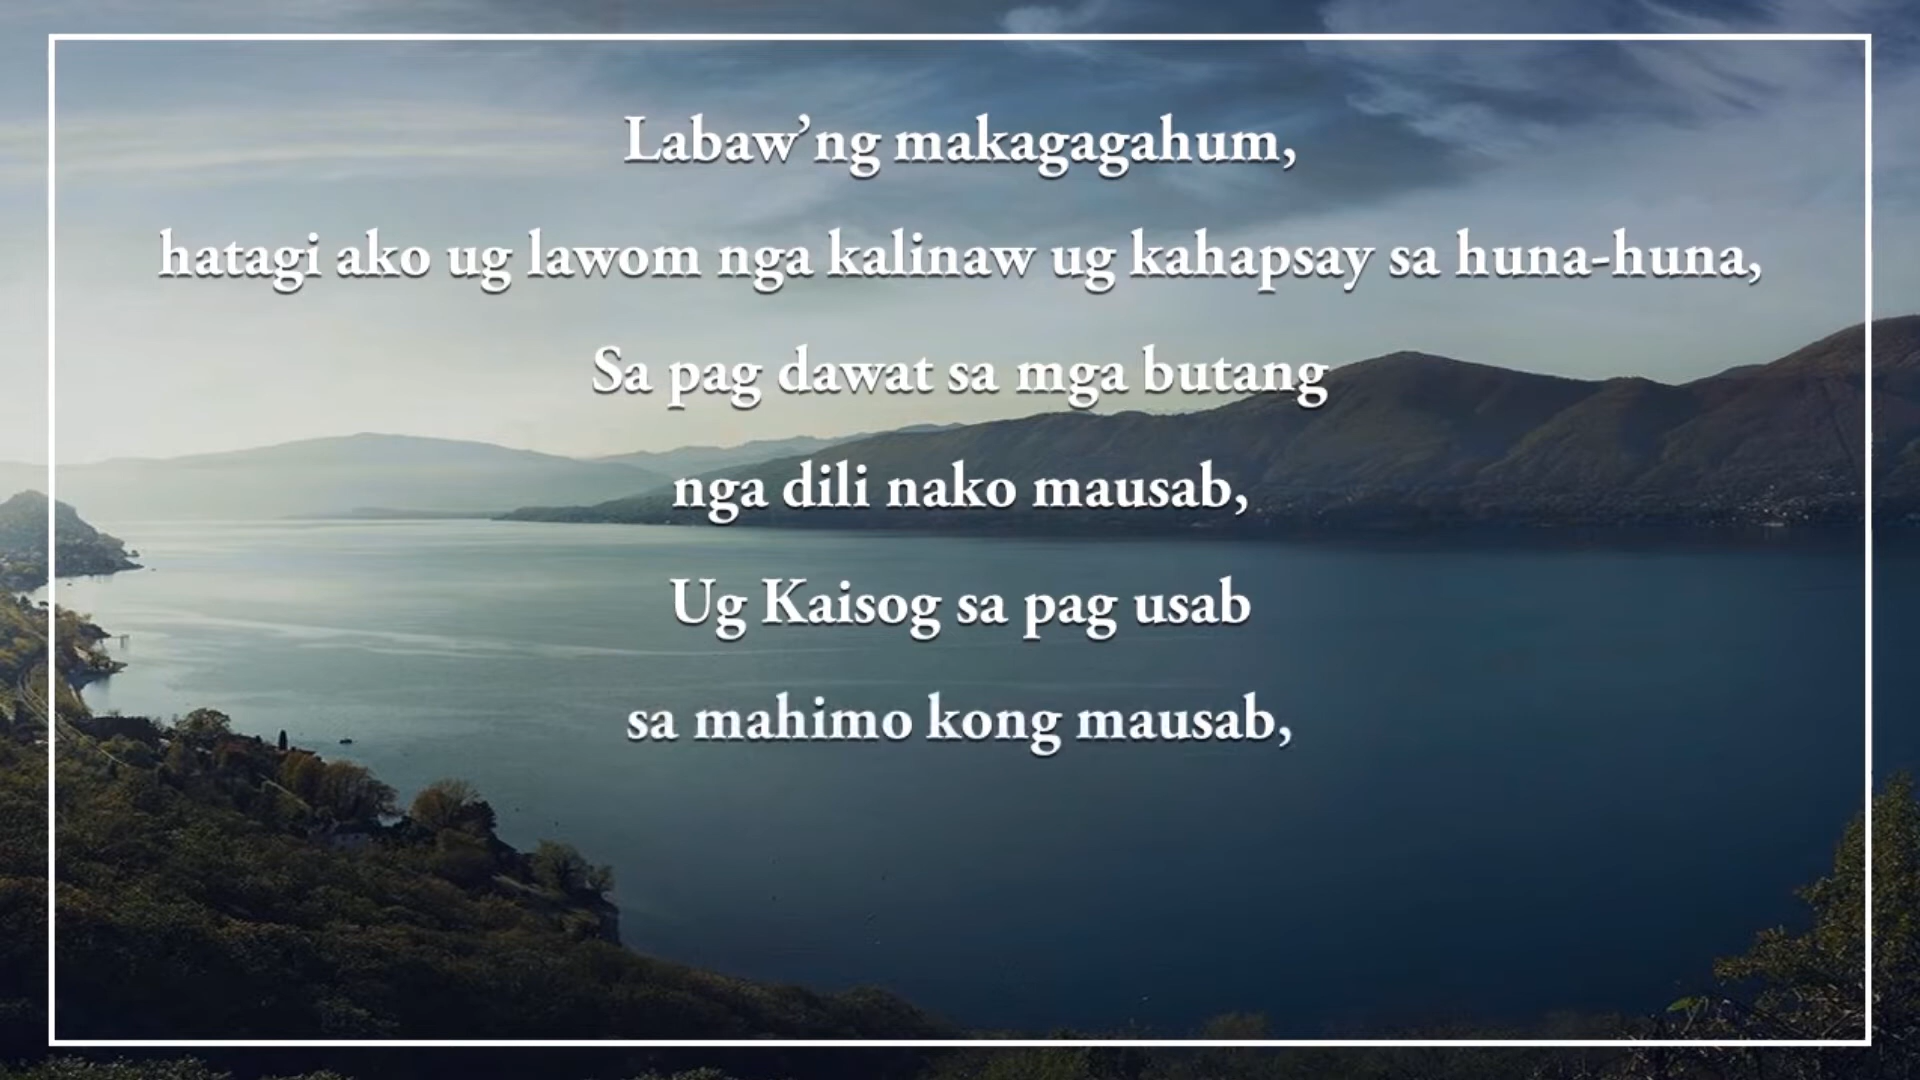 Labaw’ng makagagahum,
hatagi ako ug lawom nga kalinaw ug kahapsay sa huna-huna,
Sa pag dawat sa mga butang
nga dili nako mausab,
Ug Kaisog sa pag usab
sa mahimo kong mausab,